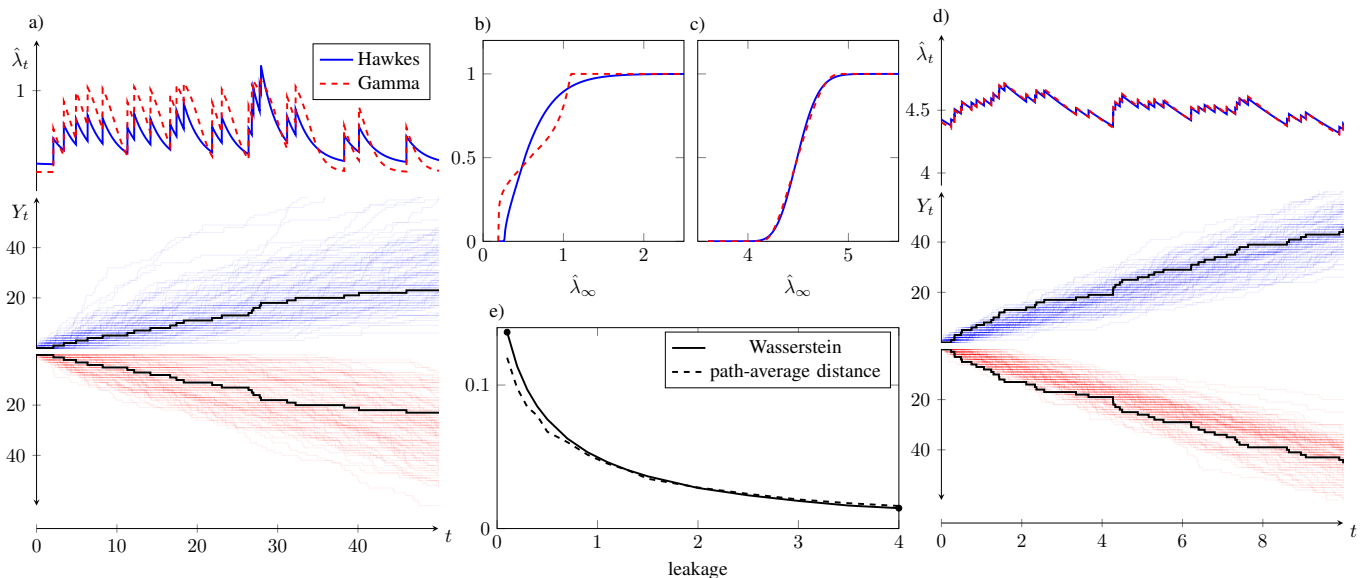 a)
λ̂_t
1
Hawkes
Gamma
Y_t
40
20
20
40
0 10 20 30 40 t
b)
1
0.5
0
0 1 2
λ̂_∞
c)
4 5
λ̂_∞
d)
λ̂_t
4.5
4
Y_t
40
20
20
40
0 2 4 6 8 t
e)
Wasserstein
path-average distance
0.1
0
0 1 2 3 4
leakage